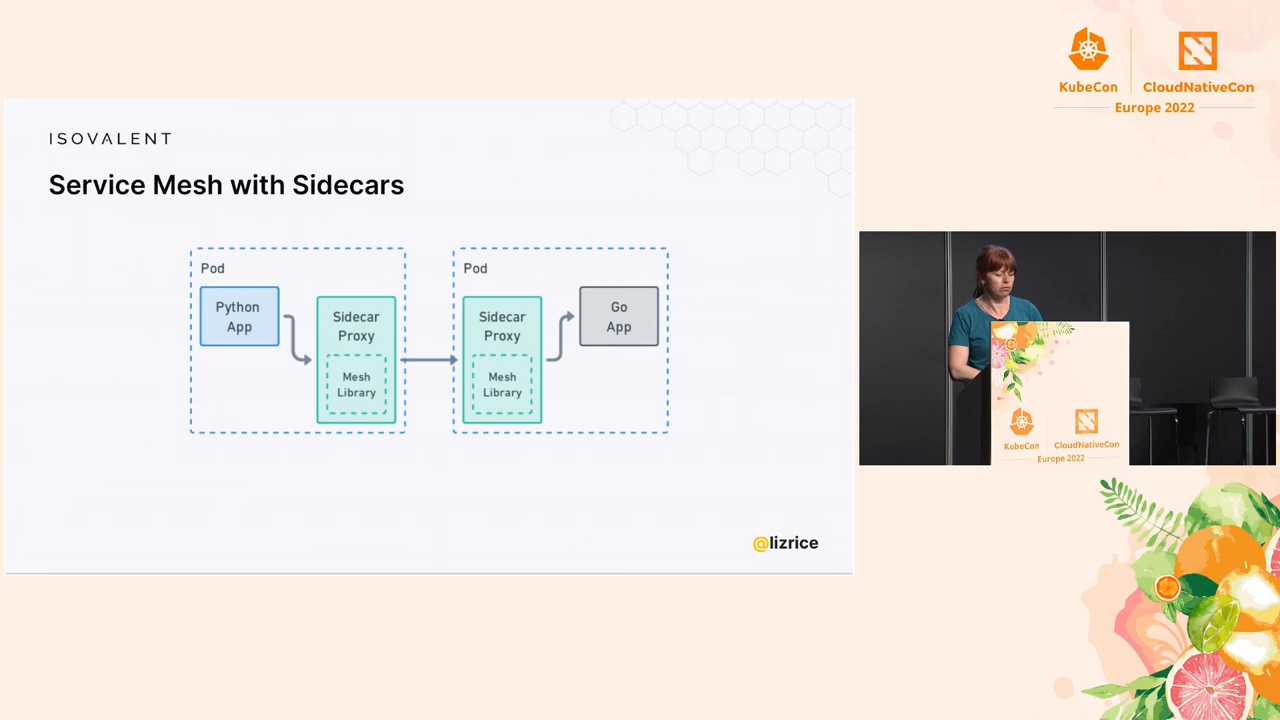 KubeCon
CloudNativeCon
Europe 2022
ISOVALENT
Service Mesh with Sidecars
Pod
Python
App
Sidecar
Proxy
Mesh
Library
Pod
Sidecar
Proxy
Mesh
Library
Go
App
@lizrice
KubeCon
CloudNativeCon
Europe 2022